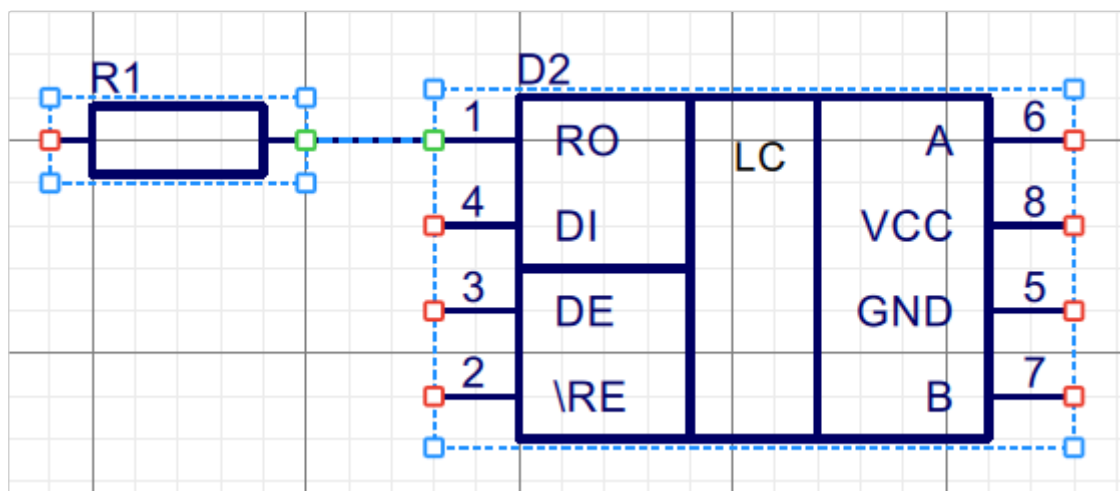 R1
D2
1 RO LC A 6
4 DI VCC 8
3 DE GND 5
2 \RE B 7